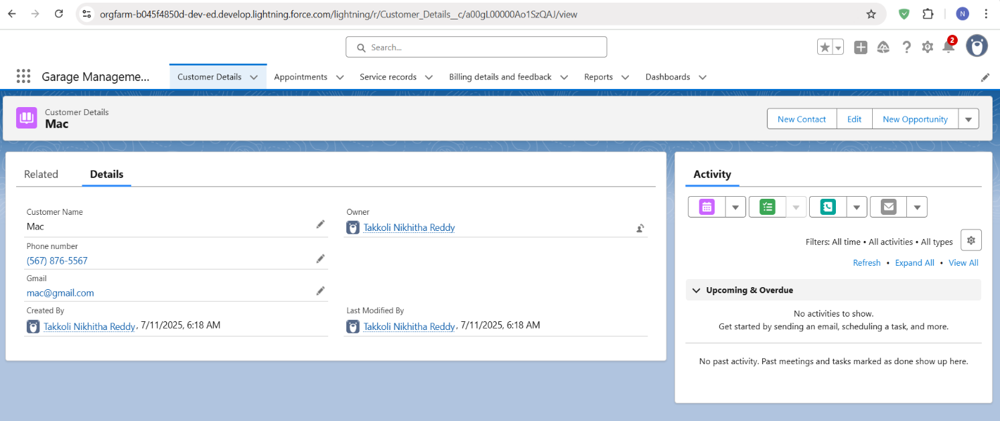 orgfarm-b045f4850d-dev-ed.develop.lightning.force.com/lightning/r/Customer_Details__c/a00gL00000Ao1SzQAJ/view
N
Search...
2
Garage Manageme...
Customer Details
Appointments
Service records
Billing details and feedback
Reports
Dashboards
Customer Details
Mac
New Contact
Edit
New Opportunity
Related
Details
Customer Name
Mac
Owner
Takkoli Nikhitha Reddy
Phone number
(567) 876-5567
Gmail
mac@gmail.com
Created By
Takkoli Nikhitha Reddy, 7/11/2025, 6:18 AM
Last Modified By
Takkoli Nikhitha Reddy, 7/11/2025, 6:18 AM
Activity
Filters: All time • All activities • All types
Refresh • Expand All • View All
Upcoming & Overdue
No activities to show.
Get started by sending an email, scheduling a task, and more.
No past activity. Past meetings and tasks marked as done show up here.